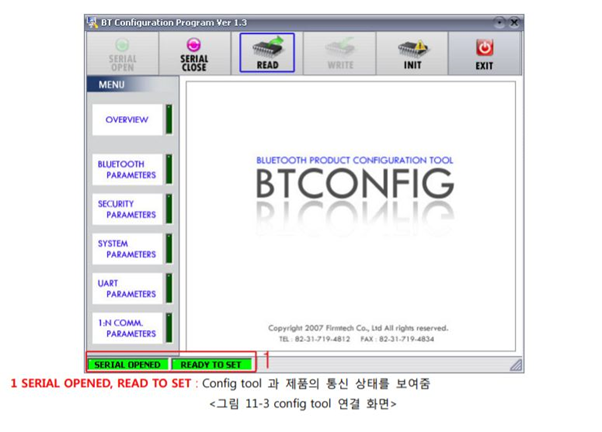 BT Configuration Program Ver 1.3
SERIAL
OPEN
SERIAL
CLOSE
READ
WRITE
INIT
EXIT
MENU
OVERVIEW
BLUETOOTH
PARAMETERS
SECURITY
PARAMETERS
SYSTEM
PARAMETERS
UART
PARAMETERS
1:N COMM.
PARAMETERS
BLUETOOTH PRODUCT CONFIGURATION TOOL
BTCONFIG
Copyright 2007 Firmtech Co., Ltd All rights reserved.
TEL : 82-31-719-4812 FAX : 82-31-719-4834
SERIAL OPENED READY TO SET 1
1 SERIAL OPENED, READY TO SET : Config tool 과 제품의 통신 상태를 보여줌
<그림 11-3 config tool 연결 화면>